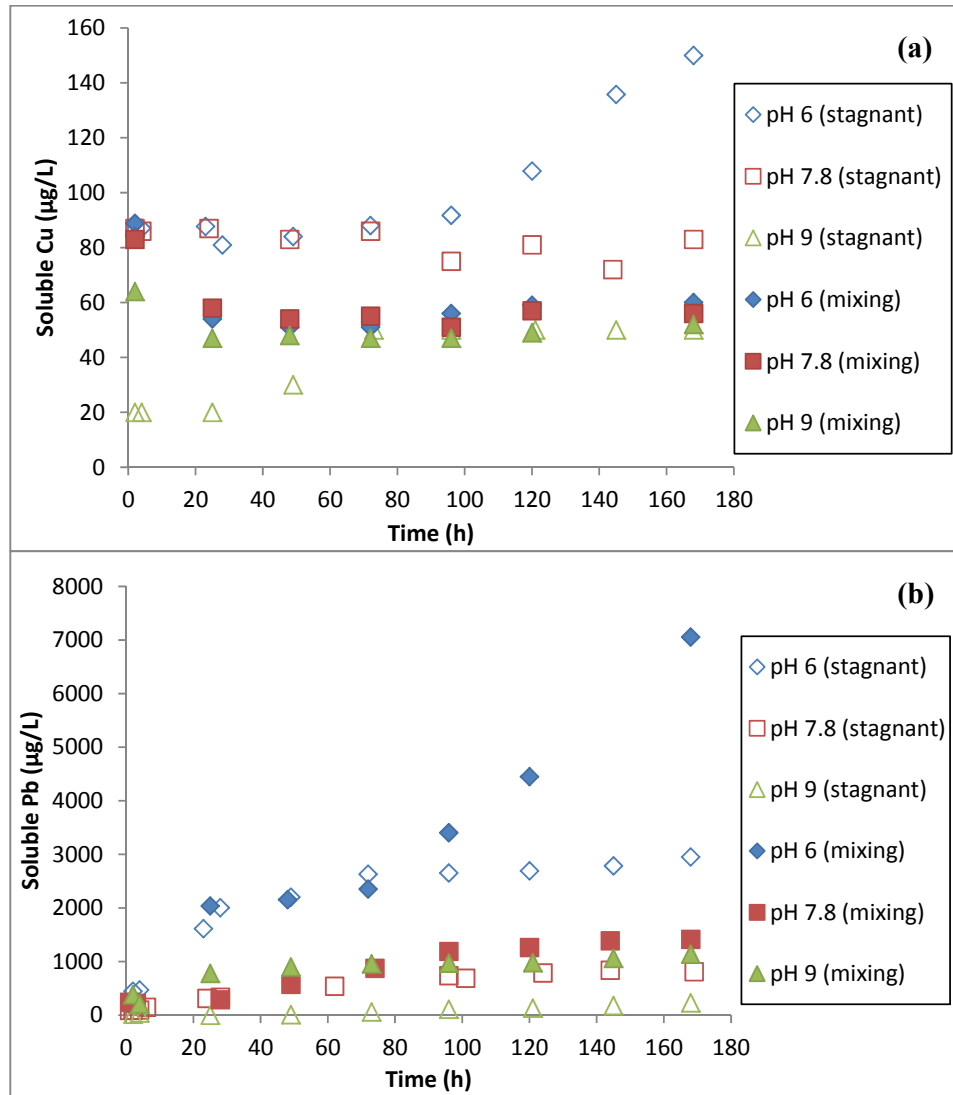 (a)
Soluble Cu (µg/L)
160
140
120
100
80
60
40
20
0
0 20 40 60 80 100 120 140 160 180
Time (h)
pH 6 (stagnant)
pH 7.8 (stagnant)
pH 9 (stagnant)
pH 6 (mixing)
pH 7.8 (mixing)
pH 9 (mixing)
(b)
Soluble Pb (µg/L)
8000
7000
6000
5000
4000
3000
2000
1000
0
0 20 40 60 80 100 120 140 160 180
Time (h)
pH 6 (stagnant)
pH 7.8 (stagnant)
pH 9 (stagnant)
pH 6 (mixing)
pH 7.8 (mixing)
pH 9 (mixing)